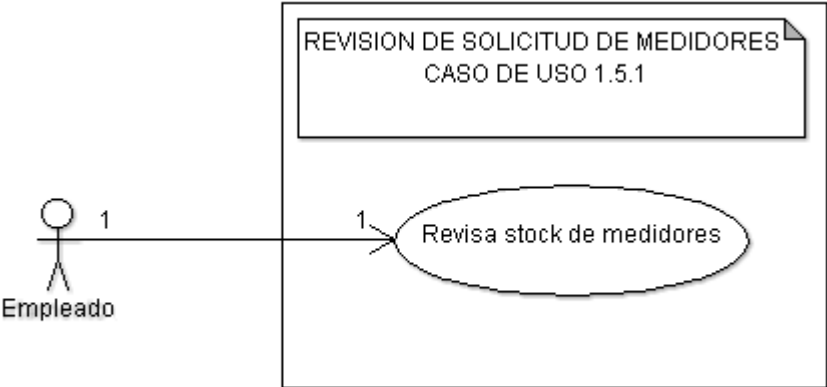 REVISION DE SOLICITUD DE MEDIDORES
CASO DE USO 1.5.1
1
1
Revisa stock de medidores
Empleado